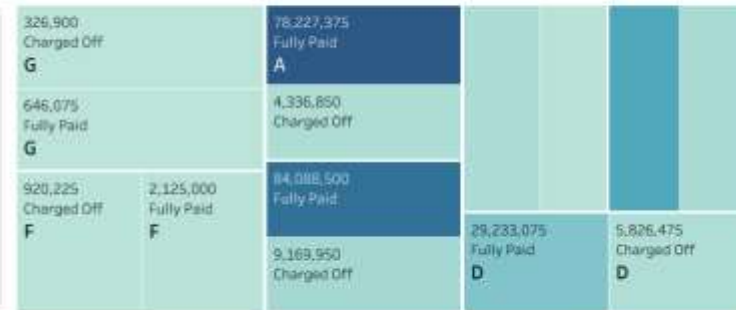 326,900
Charged Off
G
646,075
Fully Paid
G
920,225
Charged Off
F
2,125,000
Fully Paid
F
78,227,375
Fully Paid
A
4,336,850
Charged Off
84,088,500
Fully Paid
9,169,950
Charged Off
29,233,075
Fully Paid
D
5,826,475
Charged Off
D